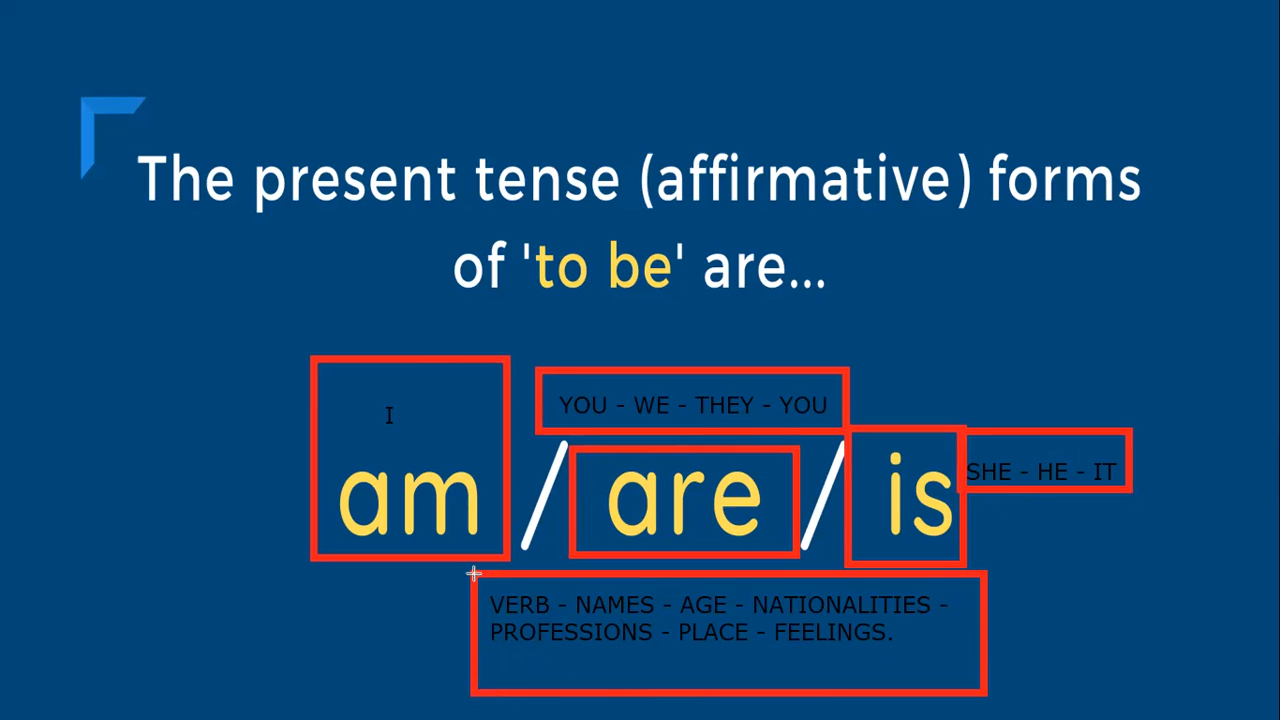 The present tense (affirmative) forms
of 'to be' are...
I
YOU - WE - THEY - YOU
am / are / is
SHE - HE - IT
VERB - NAMES - AGE - NATIONALITIES -
PROFESSIONS - PLACE - FEELINGS.